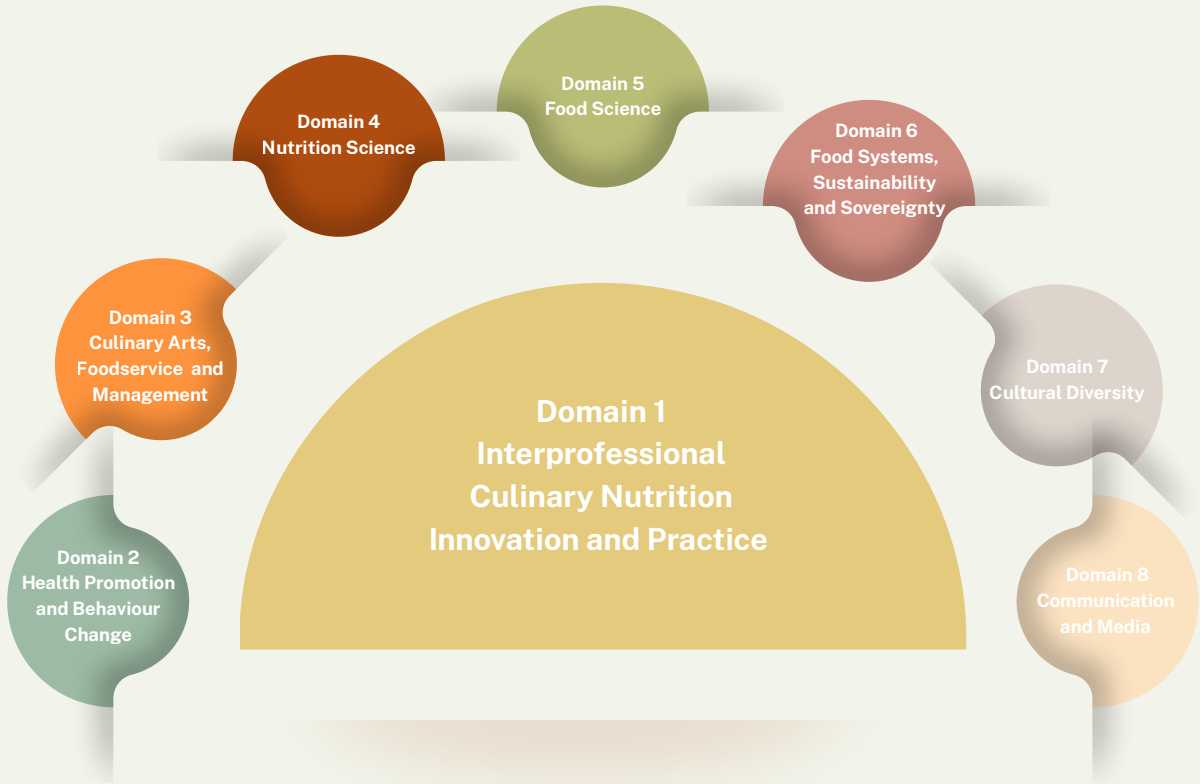 Domain 5
Food Science
Domain 4
Nutrition Science
Domain 6
Food Systems,
Sustainability
and Sovereignty
Domain 3
Culinary Arts,
Foodservice and
Management
Domain 7
Cultural Diversity
Domain 1
Interprofessional
Culinary Nutrition
Innovation and Practice
Domain 2
Health Promotion
and Behaviour
Change
Domain 8
Communication
and Media